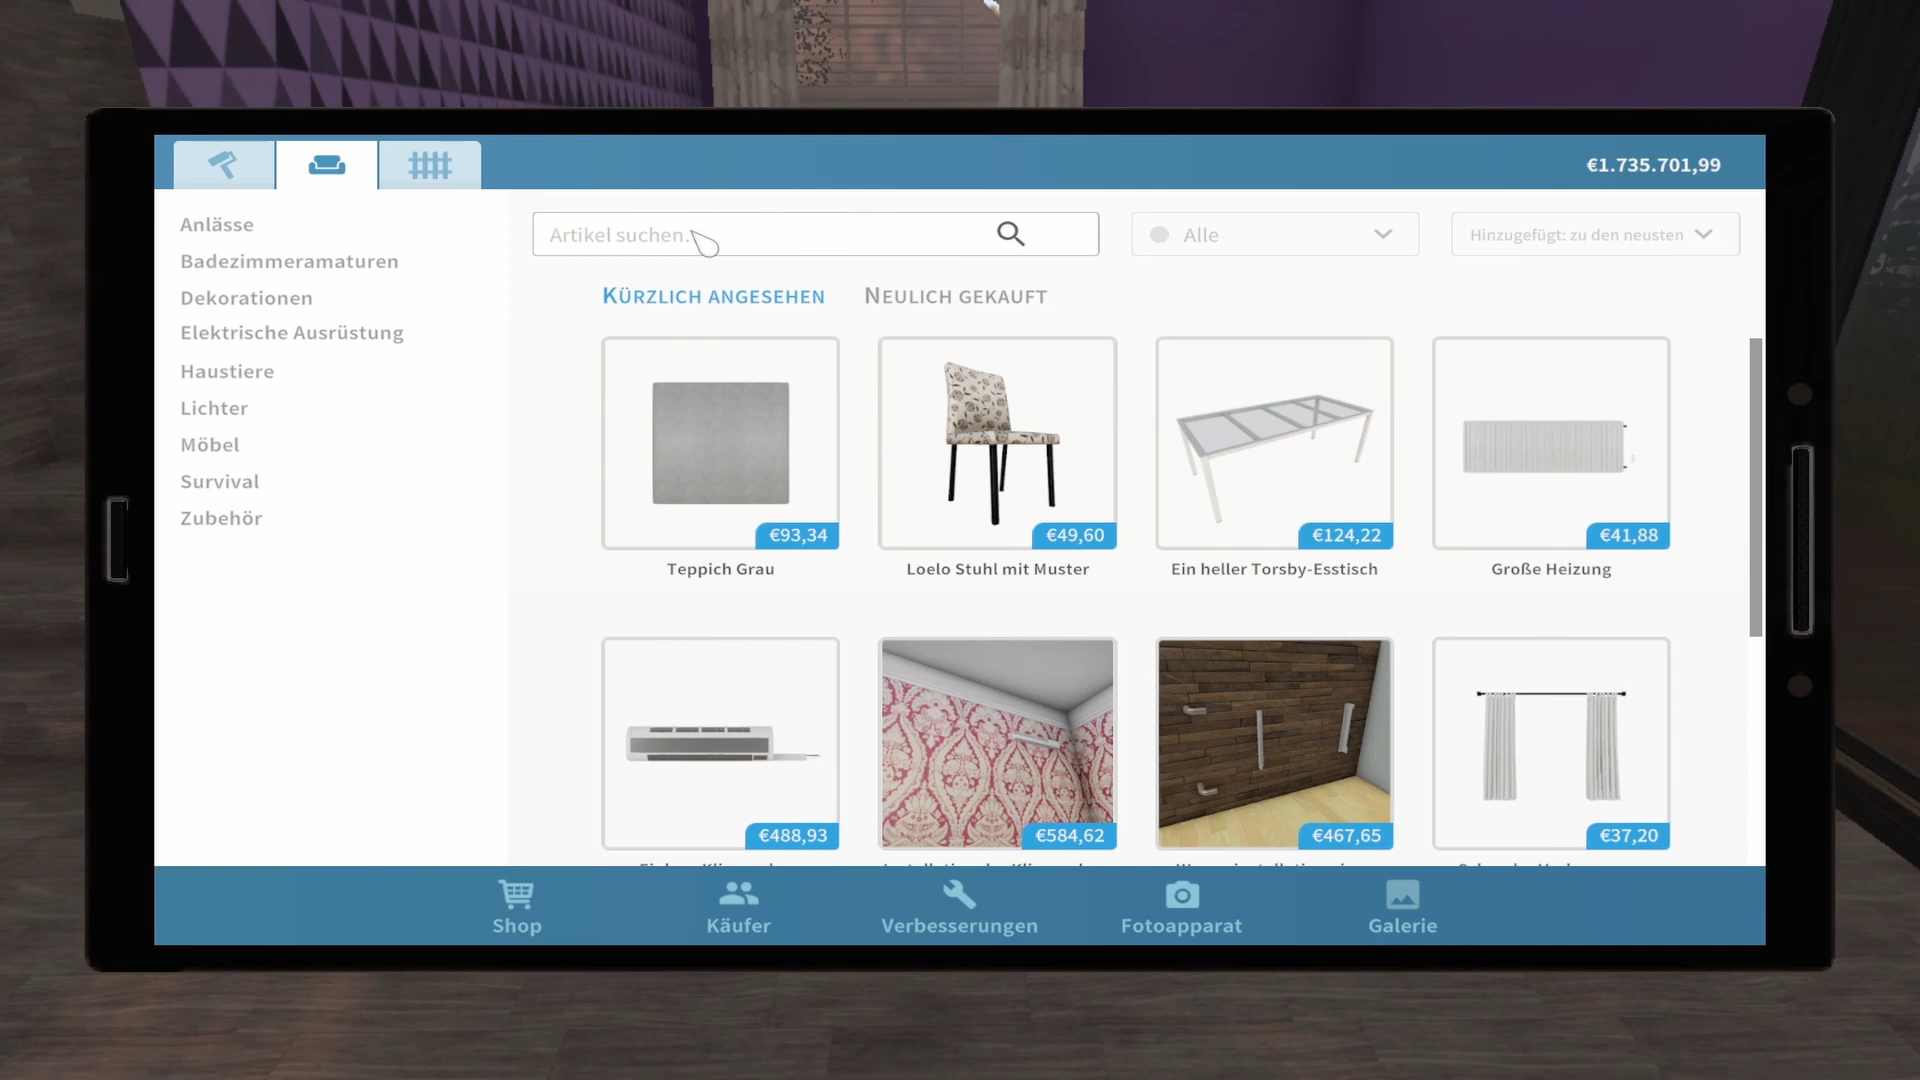 €1.735.701,99
Anlässe
Badezimmeramaturen
Dekorationen
Elektrische Ausrüstung
Haustiere
Lichter
Möbel
Survival
Zubehör
Artikel suchen.
Alle
Hinzugefügt: zu den neusten
KÜRZLICH ANGESEHEN
NEULICH GEKAUFT
€93,34
€49,60
€124,22
€41,88
Teppich Grau
Loelo Stuhl mit Muster
Ein heller Torsby-Esstisch
Große Heizung
€488,93
€584,62
€467,65
€37,20
Shop
Käufer
Verbesserungen
Fotoapparat
Galerie